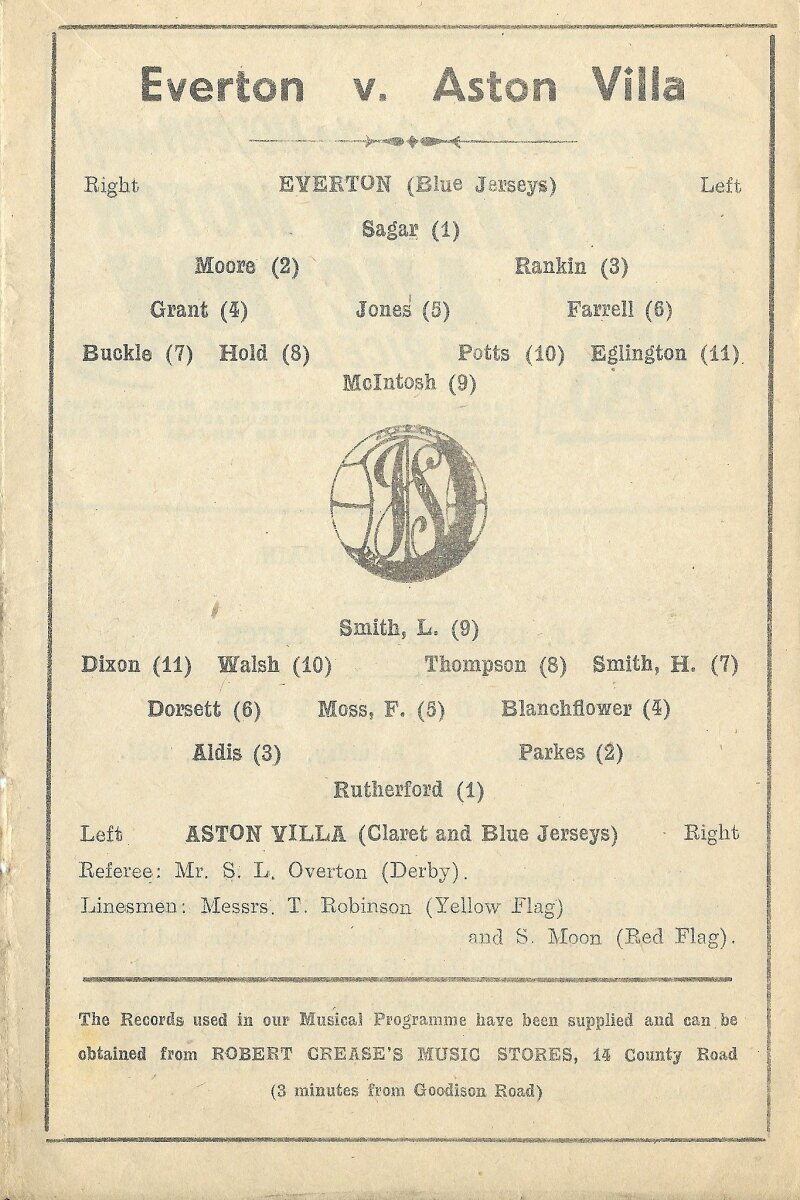 Everton v. Aston Villa
Right EVERTON (Blue Jerseys) Left
Sagar (1)
Moore (2) Rankin (3)
Grant (4) Jones (5) Farrell (6)
Buckle (7) Hold (8) Potts (10) Eglington (11)
McIntosh (9)
Smith, L. (9)
Dixon (11) Walsh (10) Thompson (8) Smith, H. (7)
Dorsett (6) Moss, F. (5) Blanchflower (4)
Aldis (3) Parkes (2)
Rutherford (1)
Left ASTON VILLA (Claret and Blue Jerseys) Right
Referee: Mr. S. L. Overton (Derby).
Linesmen: Messrs. T. Robinson (Yellow Flag)
and S. Moon (Red Flag).
The Records used in our Musical Programme have been supplied and can be
obtained from ROBERT CREASE'S MUSIC STORES, 14 County Road
(3 minutes from Goodison Road)